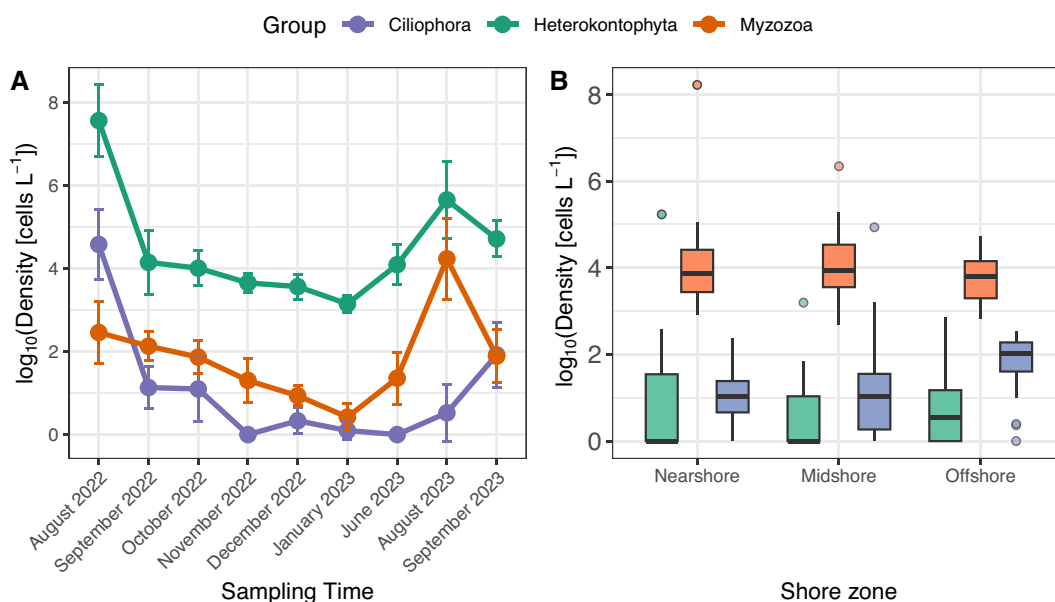 Group Ciliophora Heterokontophyta Myzozoa
A
log₁₀(Density [cells L⁻¹])
8
6
4
2
0
August 2022
September 2022
October 2022
November 2022
December 2022
January 2023
June 2023
August 2023
September 2023
Sampling Time
B
log₁₀(Density [cells L⁻¹])
8
6
4
2
0
Nearshore
Midshore
Offshore
Shore zone